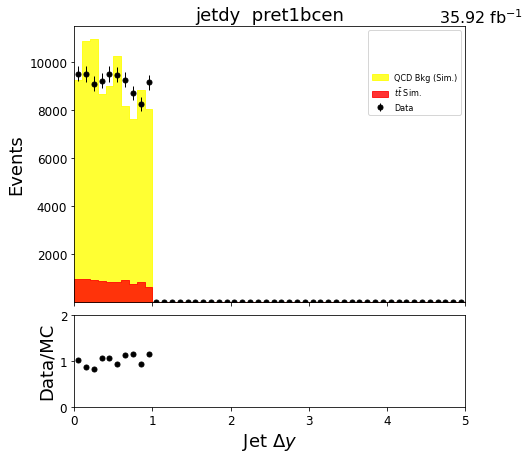 jetdy pret1bcen
35.92 fb⁻¹
QCD Bkg (Sim.)
tt̄ Sim.
Data
Events
10000
8000
6000
4000
2000
Data/MC
2
1
0
0 1 2 3 4 5
Jet Δy